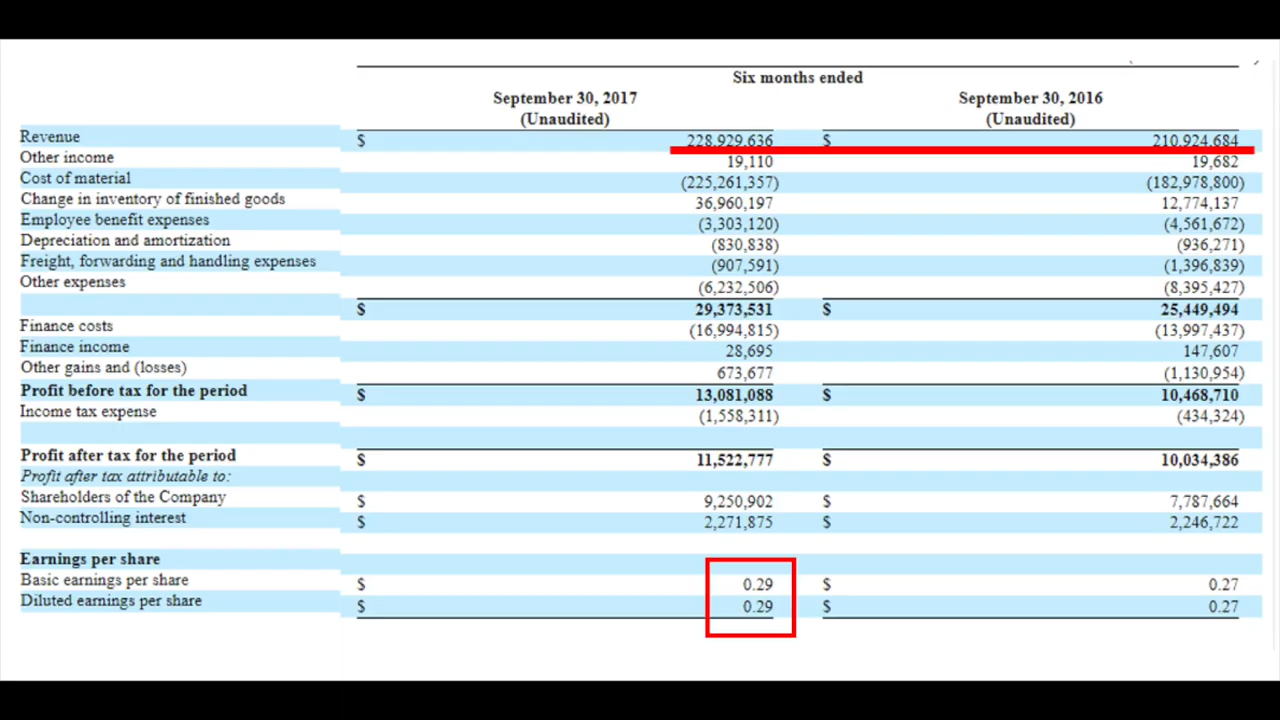 Six months ended
September 30, 2017 September 30, 2016
(Unaudited) (Unaudited)
Revenue $ 228,929,636 $ 210,924,684
Other income 19,110 19,682
Cost of material (225,261,357) (182,978,800)
Change in inventory of finished goods 36,960,197 12,774,137
Employee benefit expenses (3,303,120) (4,561,672)
Depreciation and amortization (830,838) (936,271)
Freight, forwarding and handling expenses (907,591) (1,396,839)
Other expenses (6,232,506) (8,395,427)
$ 29,373,531 $ 25,449,494
Finance costs (16,994,815) (13,997,437)
Finance income 28,695 147,607
Other gains and (losses) 673,677 (1,130,954)
Profit before tax for the period $ 13,081,088 $ 10,468,710
Income tax expense (1,558,311) (434,324)
Profit after tax for the period $ 11,522,777 $ 10,034,386
Profit after tax attributable to:
Shareholders of the Company $ 9,250,902 $ 7,787,664
Non-controlling interest $ 2,271,875 $ 2,246,722
Earnings per share
Basic earnings per share $ 0.29 $ 0.27
Diluted earnings per share $ 0.29 $ 0.27